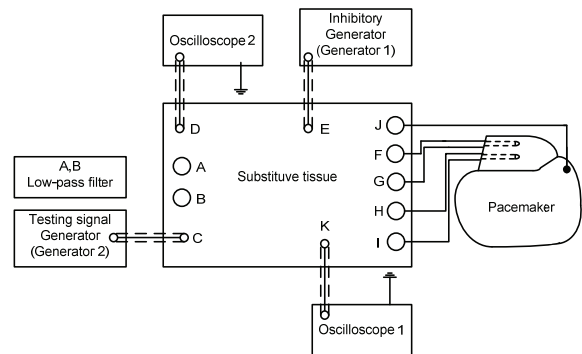 Oscilloscope 2
Inhibitory
Generator
(Generator 1)
D
E
J
F
A
G
B
Substituve tissue
H
A,B
Low-pass filter
Testing signal
Generator
(Generator 2)
C
K
I
Pacemaker
Oscilloscope 1